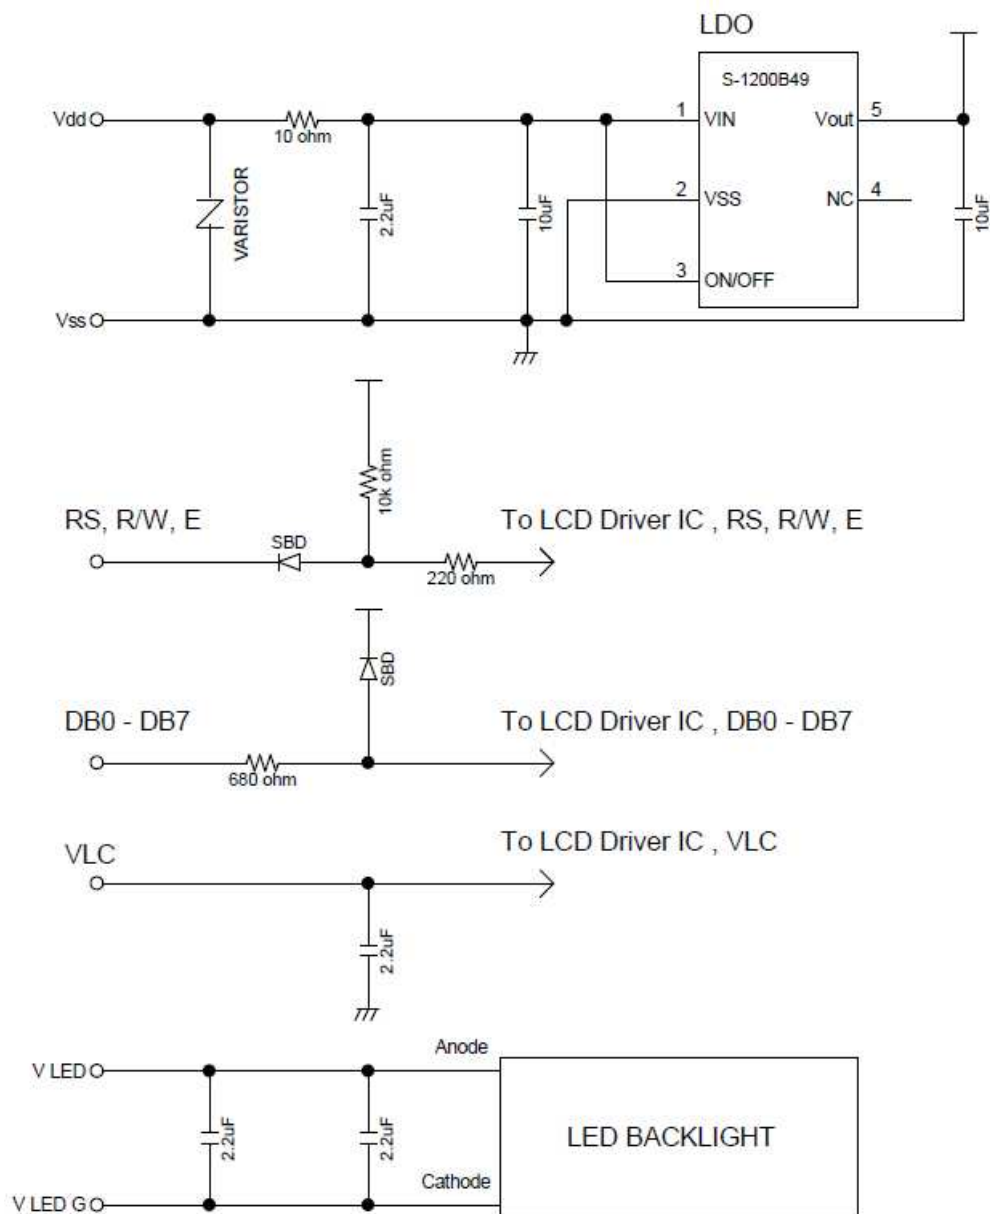 LDO
S-1200B49
Vdd
10 ohm
1
VIN
Vout
5
VARISTOR
2.2uF
10uF
2
VSS
NC
4
10uF
3
ON/OFF
Vss
10k ohm
RS, R/W, E
To LCD Driver IC , RS, R/W, E
SBD
220 ohm
SBD
DB0 - DB7
To LCD Driver IC , DB0 - DB7
680 ohm
VLC
To LCD Driver IC , VLC
2.2uF
Anode
V LED
2.2uF
2.2uF
LED BACKLIGHT
Cathode
V LED G